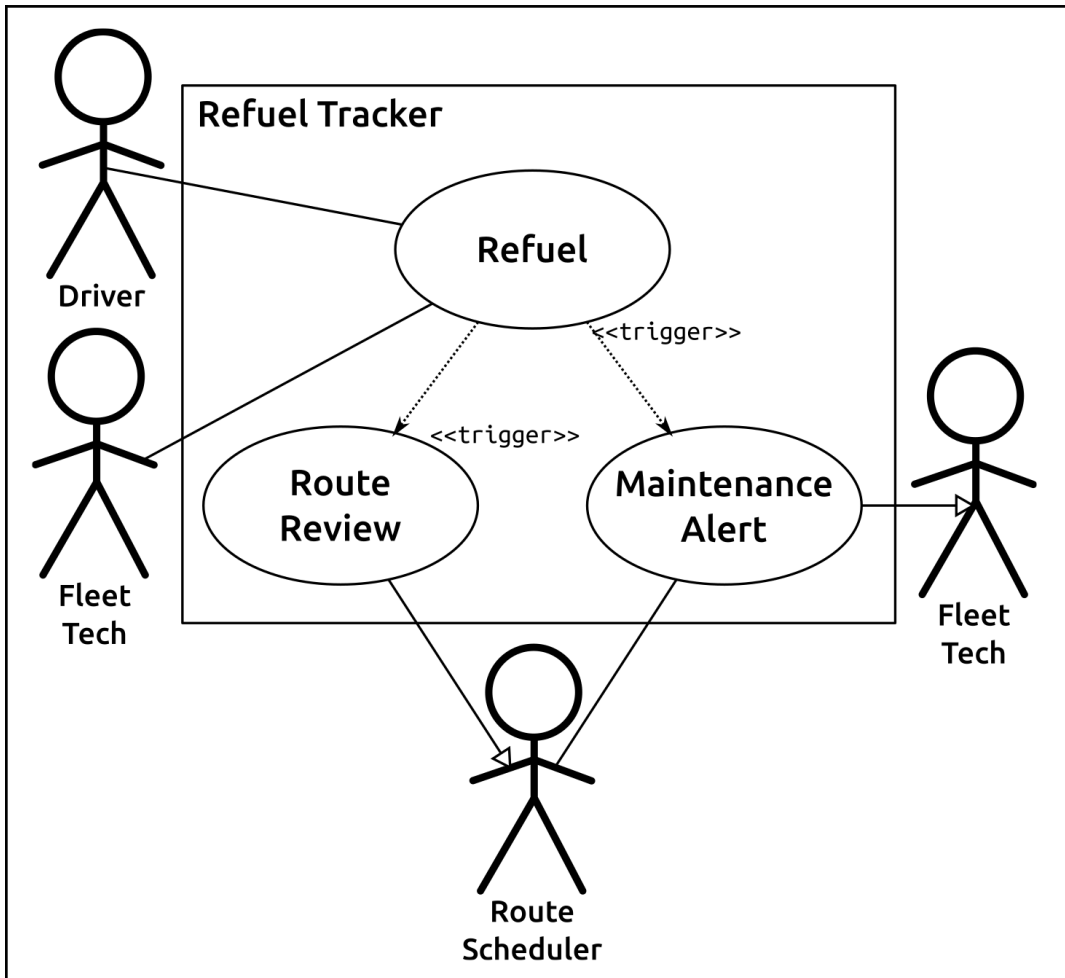 Refuel Tracker
Refuel
Driver
<<trigger>>
<<trigger>>
Route
Review
Maintenance
Alert
Fleet
Tech
Fleet
Tech
Route
Scheduler